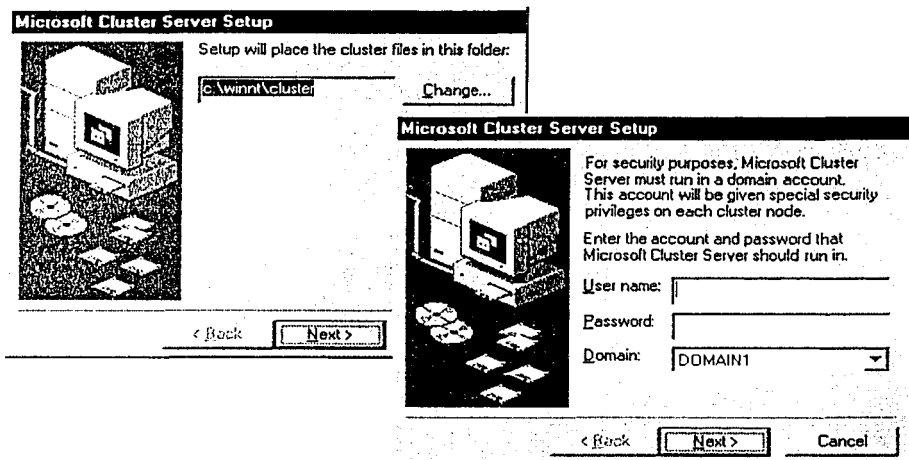 Microsoft Cluster Server Setup
Setup will place the cluster files in this folder:
c:\winnt\cluster
Change...
< Back
Next >
Microsoft Cluster Server Setup
For security purposes, Microsoft Cluster
Server must run in a domain account.
This account will be given special security
privileges on each cluster node.
Enter the account and password that
Microsoft Cluster Server should run in.
User name:
Password:
Domain: DOMAIN1
< Back Next > Cancel